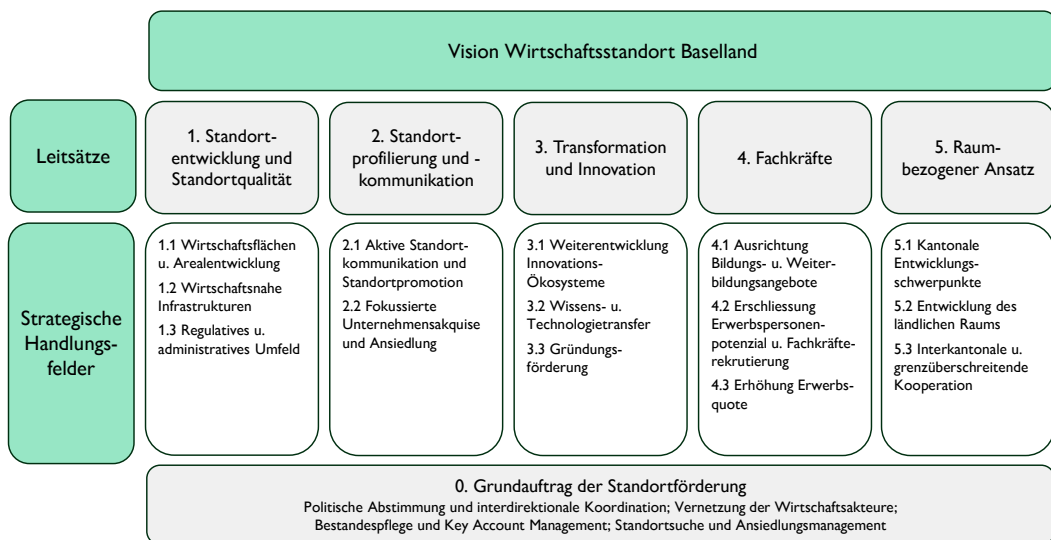 Vision Wirtschaftsstandort Baselland
Leitsätze
1. Standort-
entwicklung und
Standortqualität
2. Standort-
profilierung und -
kommunikation
3. Transformation
und Innovation
4. Fachkräfte
5. Raum-
bezogener Ansatz
Strategische
Handlungs-
felder
1.1 Wirtschaftsflächen
u. Arealentwicklung
1.2 Wirtschaftsnahe
Infrastrukturen
1.3 Regulatives u.
administratives Umfeld
2.1 Aktive Standort-
kommunikation und
Standortpromotion
2.2 Fokussierte
Unternehmensakquise
und Ansiedlung
3.1 Weiterentwicklung
Innovations-
Ökosysteme
3.2 Wissens- u.
Technologietransfer
3.3 Gründungs-
förderung
4.1 Ausrichtung
Bildungs- u. Weiter-
bildungsangebote
4.2 Erschliessung
Erwerbspersonen-
potenzial u. Fachkräfte-
rekrutierung
4.3 Erhöhung Erwerbs-
quote
5.1 Kantonale
Entwicklungs-
schwerpunkte
5.2 Entwicklung des
ländlichen Raums
5.3 Interkantonale u.
grenzüberschreitende
Kooperation
0. Grundauftrag der Standortförderung
Politische Abstimmung und interdirektionale Koordination; Vernetzung der Wirtschaftsakteure;
Bestandespflege und Key Account Management; Standortsuche und Ansiedlungsmanagement